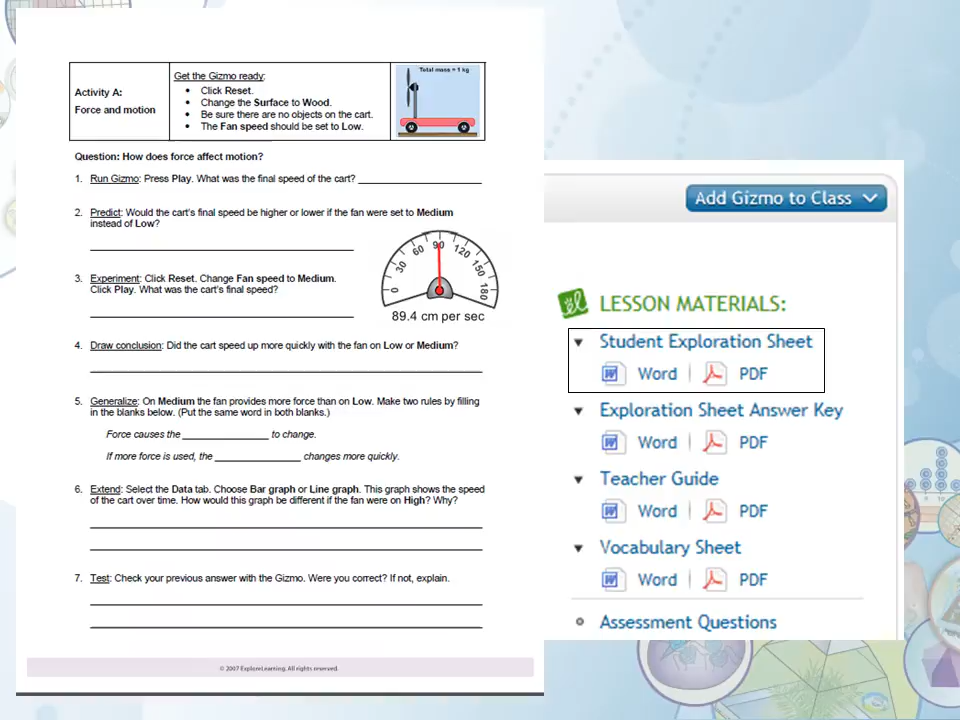 Activity A:
Force and motion
Get the Gizmo ready:
• Click Reset.
• Change the Surface to Wood.
• Be sure there are no objects on the cart.
• The Fan speed should be set to Low.
Total mass = 1 kg
Question: How does force affect motion?
1. Run Gizmo: Press Play. What was the final speed of the cart?
2. Predict: Would the cart's final speed be higher or lower if the fan were set to Medium
instead of Low?
3. Experiment: Click Reset. Change Fan speed to Medium.
Click Play. What was the cart's final speed?
0 30 60 90 120 150 180
89.4 cm per sec
4. Draw conclusion: Did the cart speed up more quickly with the fan on Low or Medium?
5. Generalize: On Medium the fan provides more force than on Low. Make two rules by filling
in the blanks below. (Put the same word in both blanks.)
Force causes the ________________ to change.
If more force is used, the ________________ changes more quickly.
6. Extend: Select the Data tab. Choose Bar graph or Line graph. This graph shows the speed
of the cart over time. How would this graph be different if the fan were on High? Why?
7. Test: Check your previous answer with the Gizmo. Were you correct? If not, explain.
© 2007 ExploreLearning. All rights reserved.
Add Gizmo to Class
el LESSON MATERIALS:
Student Exploration Sheet
W Word | PDF
Exploration Sheet Answer Key
W Word | PDF
Teacher Guide
W Word | PDF
Vocabulary Sheet
W Word | PDF
Assessment Questions